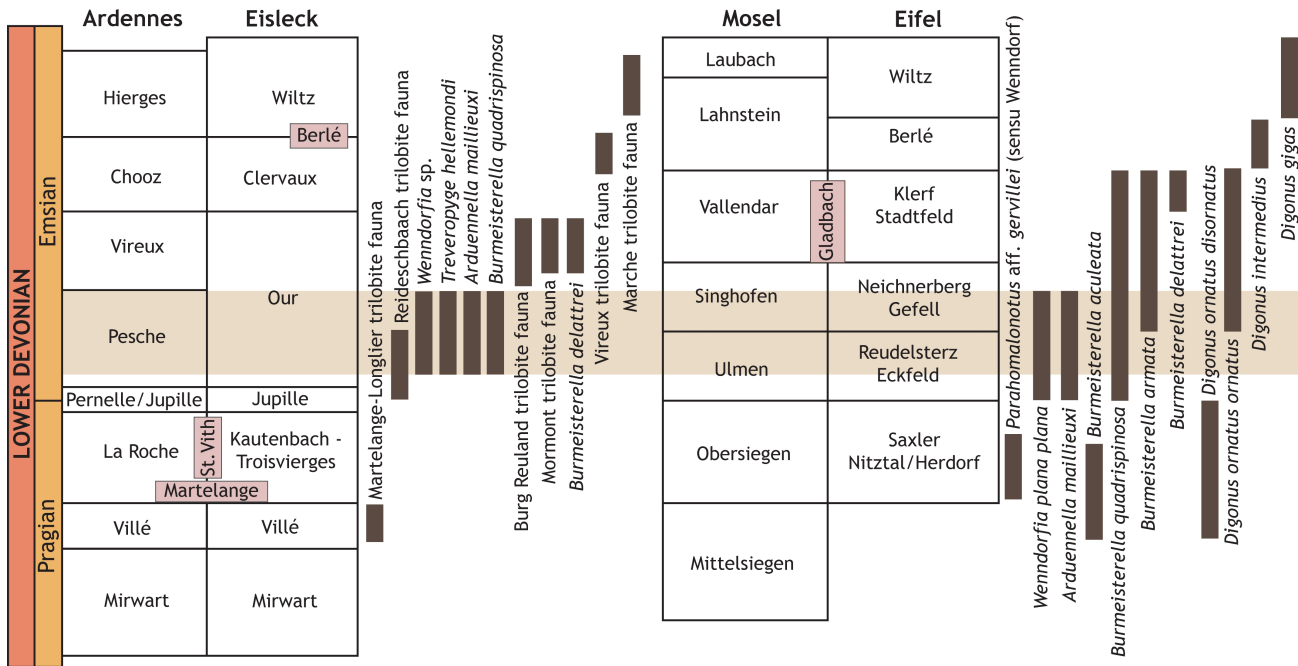 Ardennes
Eisleck
Mosel
Eifel
LOWER DEVONIAN
Emsian
Pragian
Hierges
Wiltz
Berlé
Chooz
Clervaux
Vireux
Our
Pesche
Pernelle/Jupille
Jupille
La Roche
St. Vith
Kautenbach -
Troisvierges
Martelange
Villé
Villé
Mirwart
Mirwart
Martelange-Longlier trilobite fauna
Reideschbaach trilobite fauna
Wenndorfia sp.
Treveropyge hellemondi
Arduennella maillieuxi
Burmeisterella quadrispinosa
Burg Reuland trilobite fauna
Mormont trilobite fauna
Burmeisterella delattrei
Vireux trilobite fauna
Marche trilobite fauna
Laubach
Wiltz
Lahnstein
Berlé
Vallendar
Gladbach
Klerf
Stadtfeld
Singhofen
Neichnerberg
Gefell
Ulmen
Reudelsterz
Eckfeld
Obersiegen
Saxler
Nitztal/Herdorf
Mittelsiegen
Parahomalonotus aff. gervillei (sensu Wenndorf)
Wenndorfia plana plana
Arduennella maillieuxi
Burmeisterella aculeata
Burmeisterella quadrispinosa
Burmeisterella armata
Burmeisterella delattrei
Digonus ornatus disornatus
Digonus ornatus ornatus
Digonus intermedius
Digonus gigas